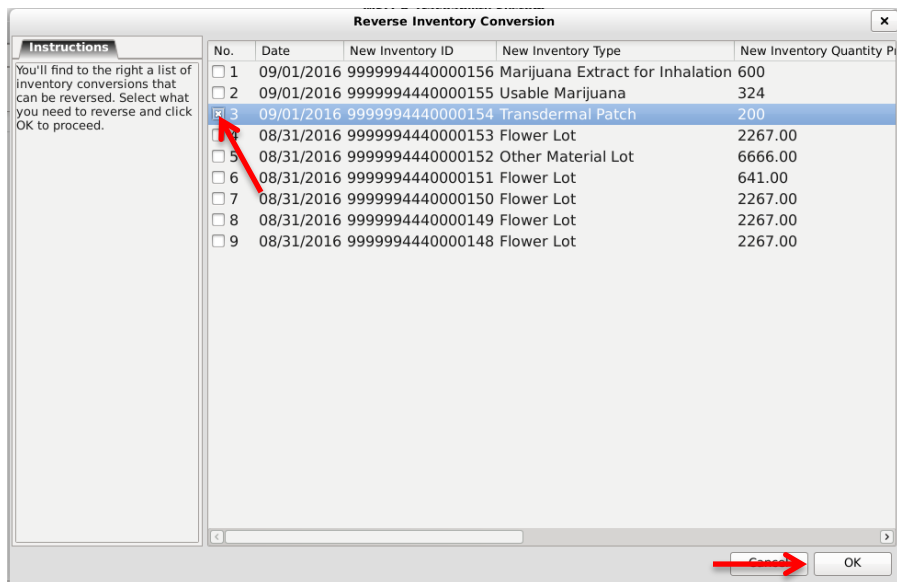 Reverse Inventory Conversion
Instructions
You'll find to the right a list of
inventory conversions that
can be reversed. Select what
you need to reverse and click
OK to proceed.
No. Date New Inventory ID New Inventory Type New Inventory Quantity Pr
1 09/01/2016 9999994440000156 Marijuana Extract for Inhalation 600
2 09/01/2016 9999994440000155 Usable Marijuana 324
3 09/01/2016 9999994440000154 Transdermal Patch 200
4 08/31/2016 9999994440000153 Flower Lot 2267.00
5 08/31/2016 9999994440000152 Other Material Lot 6666.00
6 08/31/2016 9999994440000151 Flower Lot 641.00
7 08/31/2016 9999994440000150 Flower Lot 2267.00
8 08/31/2016 9999994440000149 Flower Lot 2267.00
9 08/31/2016 9999994440000148 Flower Lot 2267.00
Cancel OK